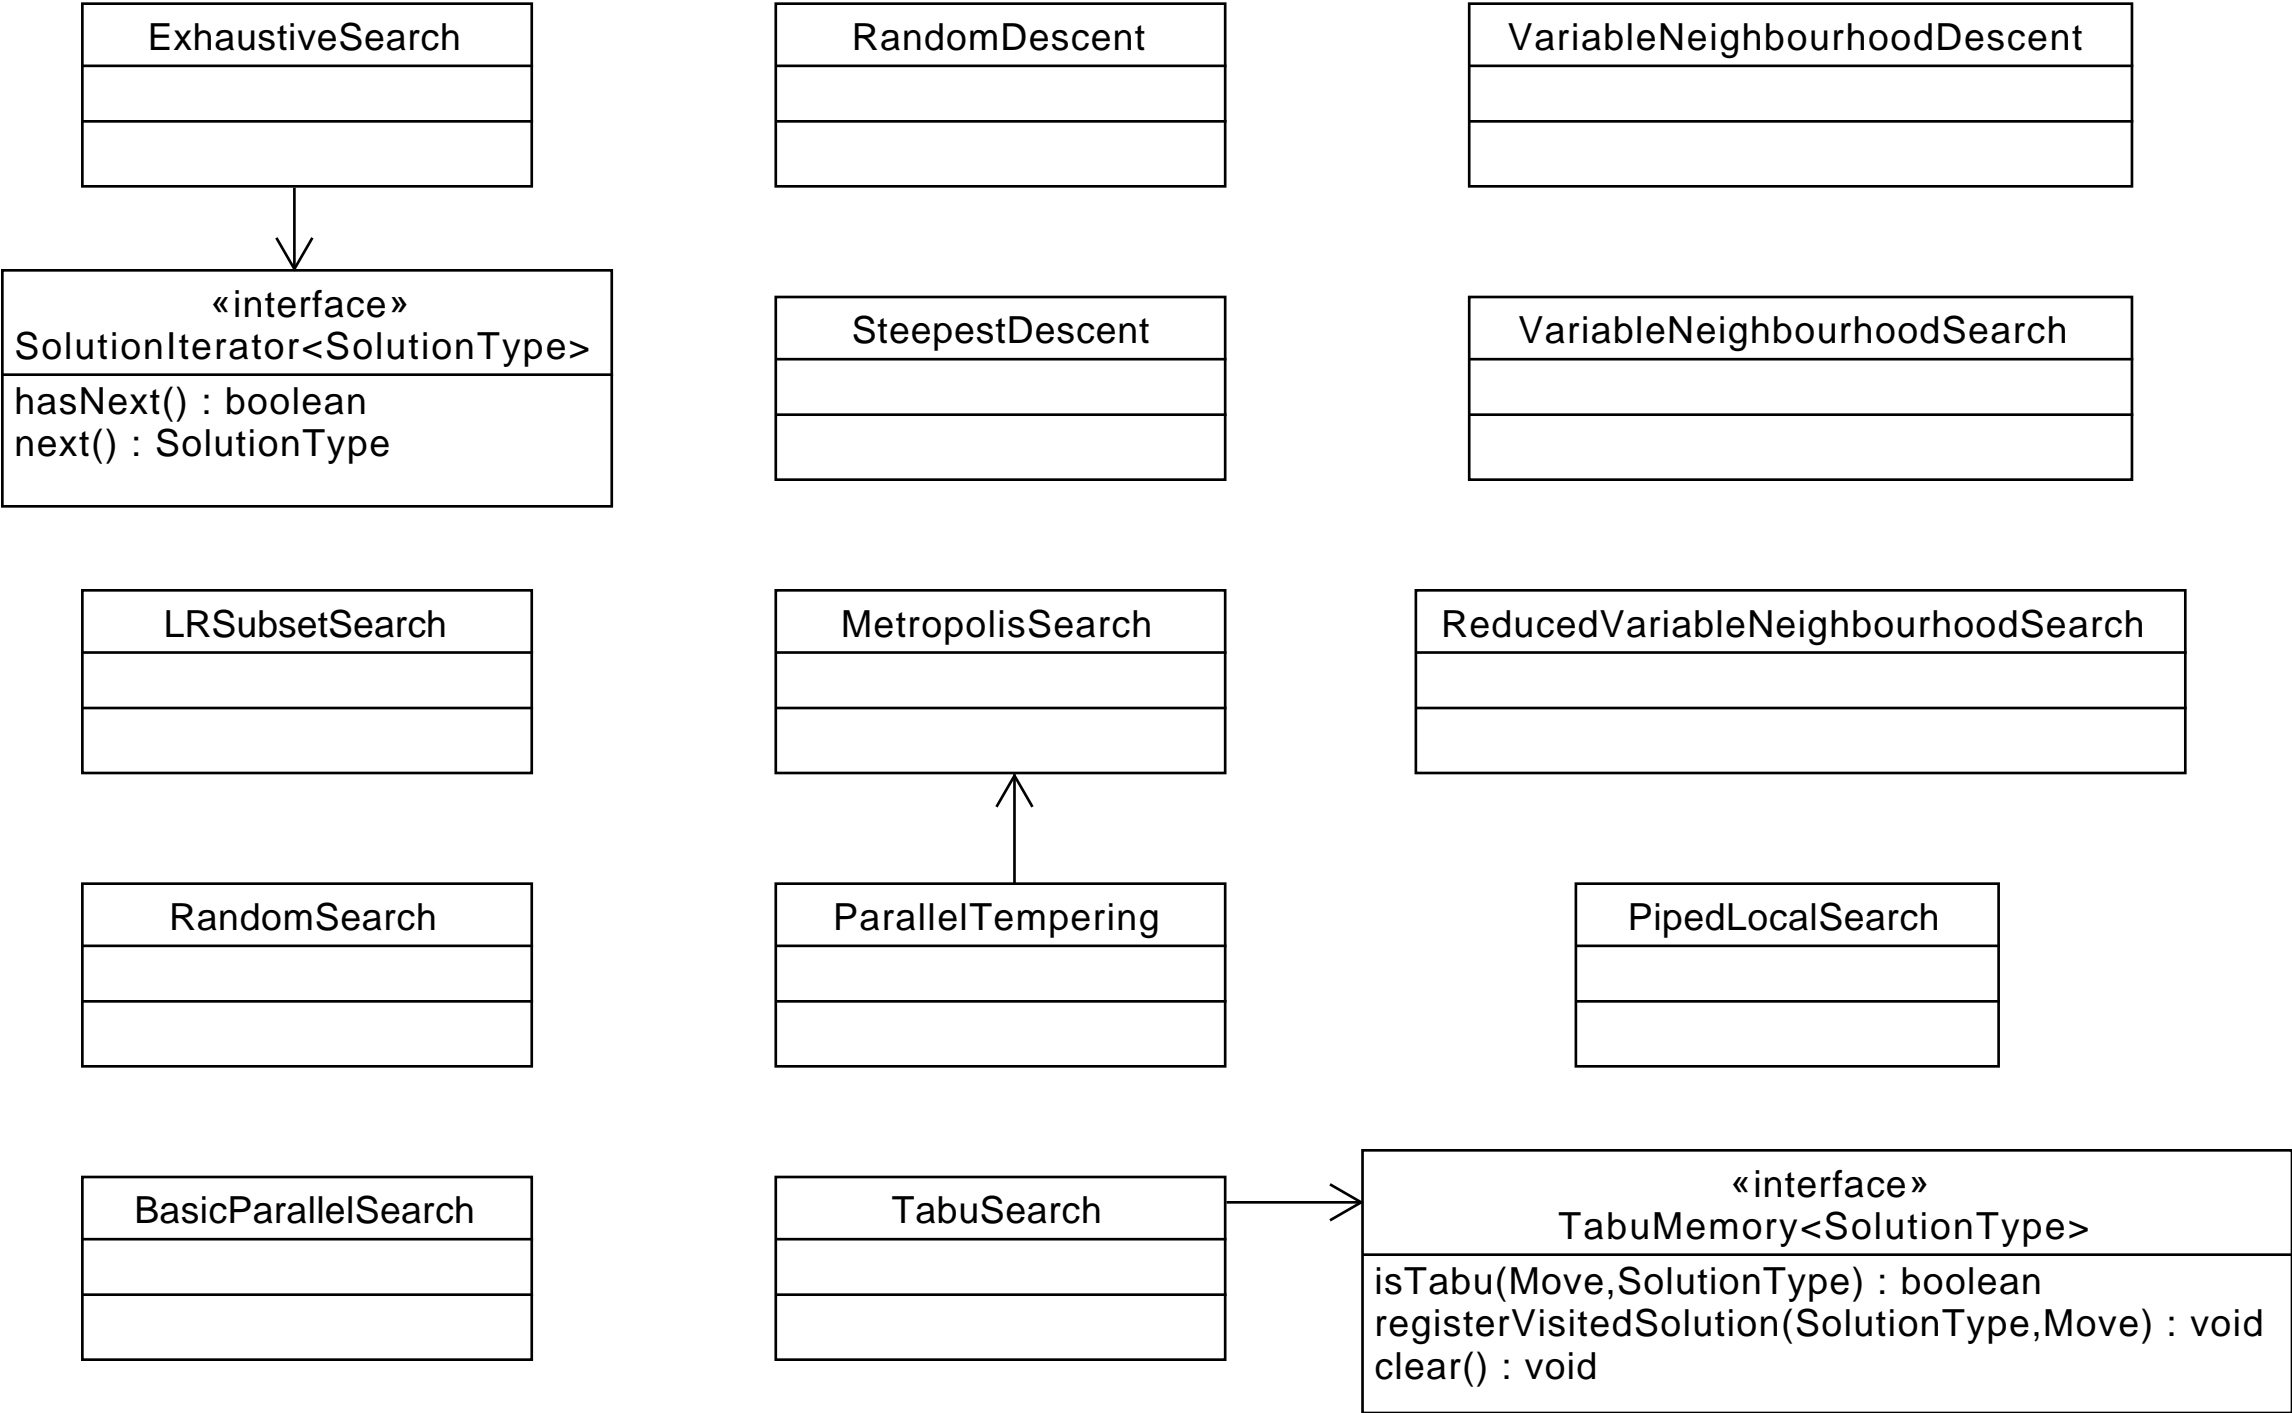 ExhaustiveSearch
RandomDescent
VariableNeighbourhoodDescent
«interface»
SolutionIterator<SolutionType>
hasNext() : boolean
next() : SolutionType
SteepestDescent
VariableNeighbourhoodSearch
LRSubsetSearch
MetropolisSearch
ReducedVariableNeighbourhoodSearch
RandomSearch
ParallelTempering
PipedLocalSearch
BasicParallelSearch
TabuSearch
«interface»
TabuMemory<SolutionType>
isTabu(Move,SolutionType) : boolean
registerVisitedSolution(SolutionType,Move) : void
clear() : void